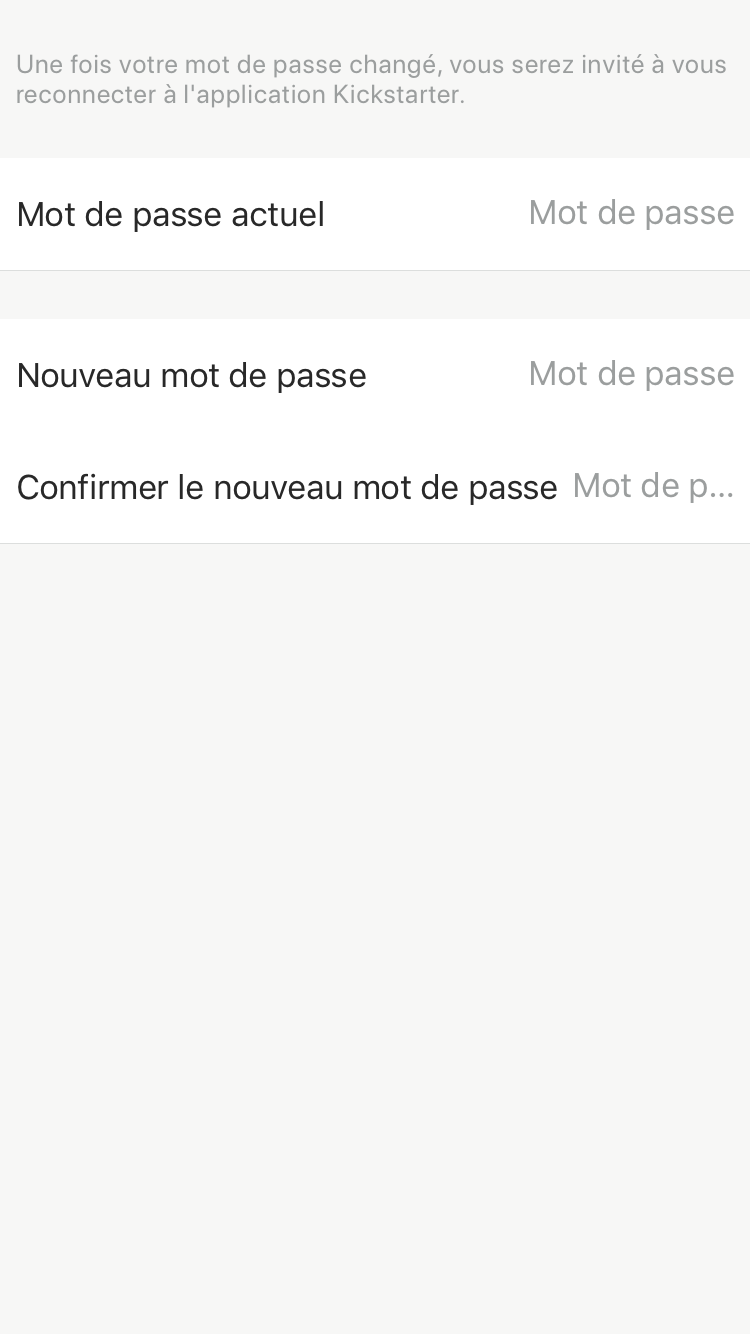 Une fois votre mot de passe changé, vous serez invité à vous
reconnecter à l'application Kickstarter.
Mot de passe actuel Mot de passe
Nouveau mot de passe Mot de passe
Confirmer le nouveau mot de passe Mot de p...